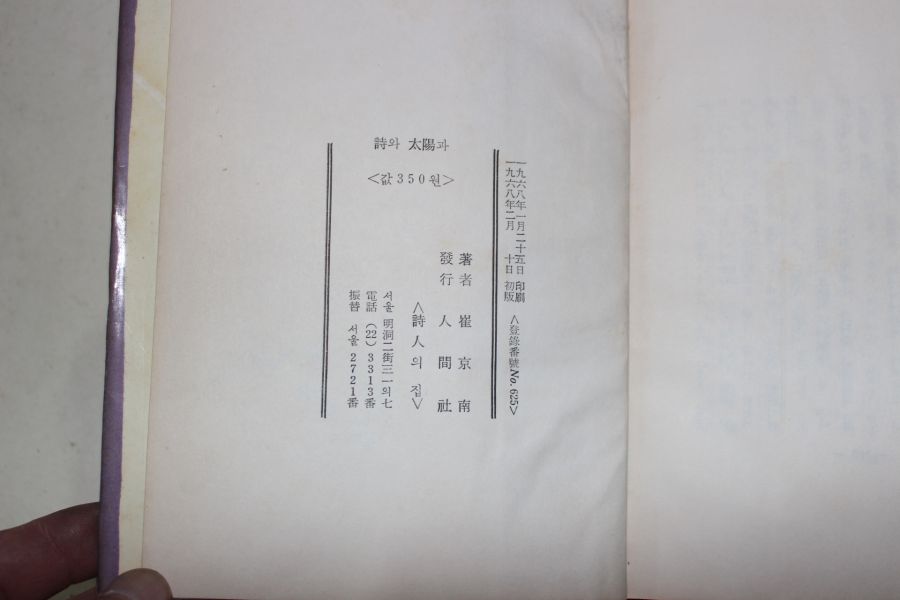 詩와 太陽과
<값 350원>
一九六八年一月二十五日 印刷
一九六八年二月 十日 初版 <登錄番號No. 625>
著者 崔京南
發行 人間社
<詩人의 집>
서울 明洞二街三一의七
電話 (22) 3313番
振替 서울 2721番